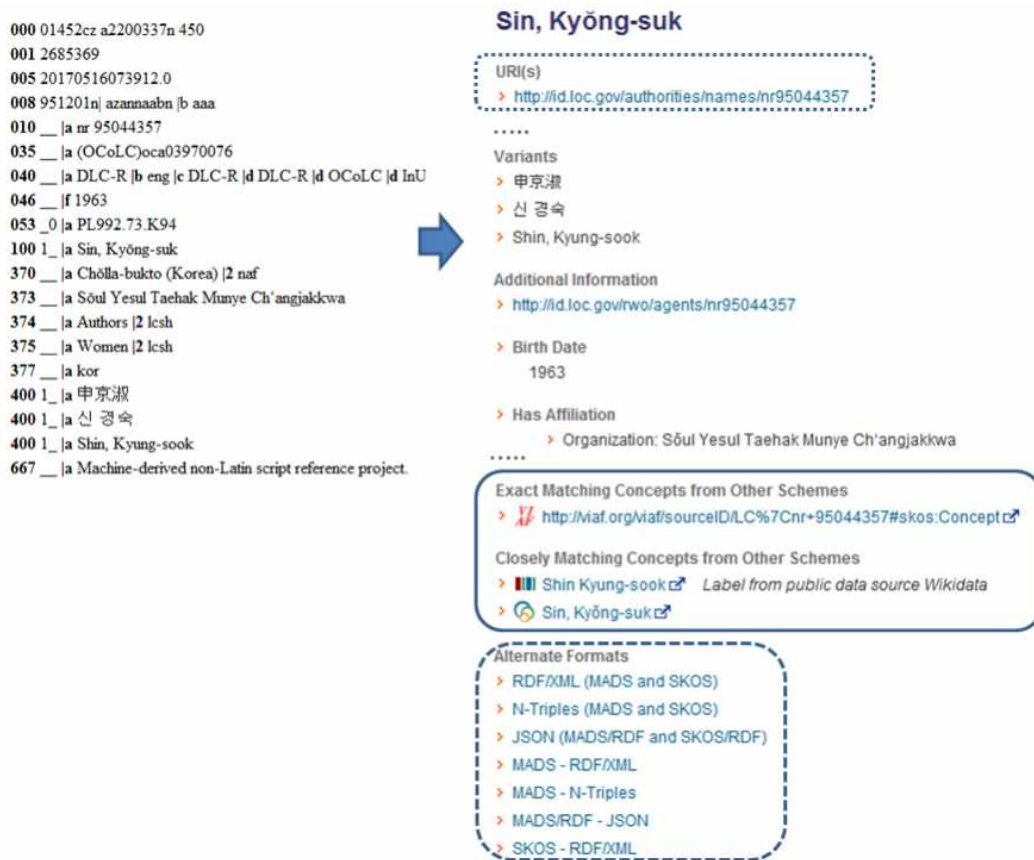 000 01452cz a2200337n 450
001 2685369
005 20170516073912.0
008 951201n| azannaabn |b aaa
010 __ |a nr 95044357
035 __ |a (OCoLC)oca03970076
040 __ |a DLC-R |b eng |c DLC-R |d DLC-R |d OCoLC |d InU
046 __ |f 1963
053 _0 |a PL992.73.K94
100 1_ |a Sin, Kyŏng-suk
370 __ |a Chŏlla-bukto (Korea) |2 naf
373 __ |a Sŏul Yesul Taehak Munye Ch'angjakkwa
374 __ |a Authors |2 lcsh
375 __ |a Women |2 lcsh
377 __ |a kor
400 1_ |a 申京淑
400 1_ |a 신 경숙
400 1_ |a Shin, Kyung-sook
667 __ |a Machine-derived non-Latin script reference project.
Sin, Kyŏng-suk
URI(s)
http://id.loc.gov/authorities/names/nr95044357
.....
Variants
申京淑
신 경숙
Shin, Kyung-sook
Additional Information
http://id.loc.gov/rwo/agents/nr95044357
Birth Date
1963
Has Affiliation
Organization: Sŏul Yesul Taehak Munye Ch'angjakkwa
.....
Exact Matching Concepts from Other Schemes
VIAF http://viaf.org/viaf/sourceID/LC%7Cnr+95044357#skos:Concept
Closely Matching Concepts from Other Schemes
Shin Kyung-sook Label from public data source Wikidata
Sin, Kyŏng-suk
Alternate Formats
RDF/XML (MADS and SKOS)
N-Triples (MADS and SKOS)
JSON (MADS/RDF and SKOS/RDF)
MADS - RDF/XML
MADS - N-Triples
MADS/RDF - JSON
SKOS - RDF/XML